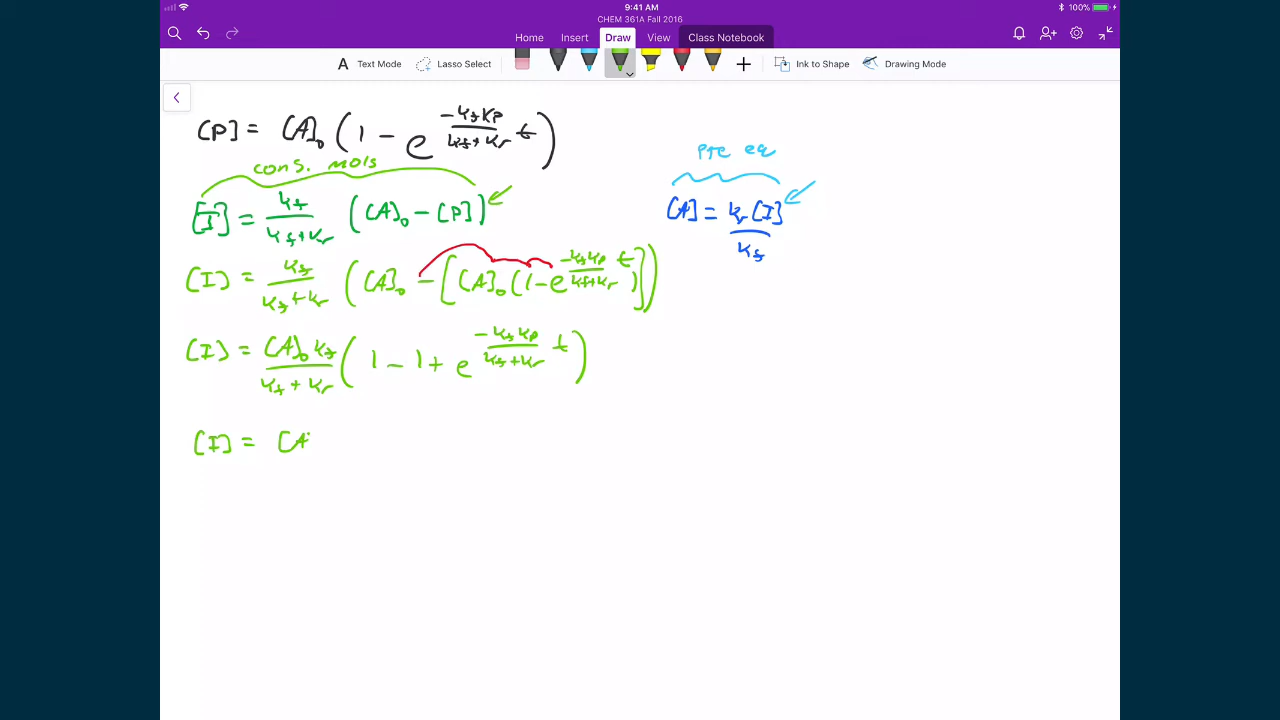 9:41 AM
100%
CHEM 361A Fall 2016
Home Insert Draw View Class Notebook
Text Mode Lasso Select Ink to Shape Drawing Mode
[P] = [A]₀ (1 - e^(-kf kp / (kf + kr) t))
cons. mols
pre eq
[I] = kf / (kf + kr) ([A]₀ - [P])
[A] = kr [I] / kf
[I] = kf / (kf + kr) ([A]₀ - [[A]₀ (1 - e^(-kf kp / (kf + kr) t)])
[I] = [A]₀ kf / (kf + kr) (1 - 1 + e^(-kf kp / (kf + kr) t))
[I] = [A